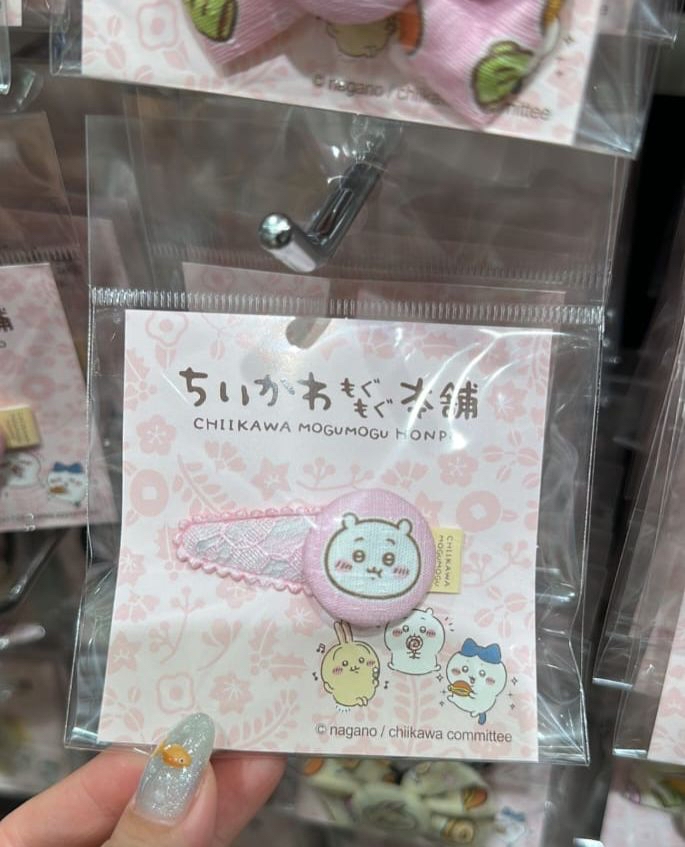 © nagano / chiikawa committee
ちいかわもぐもぐ本舗
CHIIKAWA MOGUMOGU HONP
CHIIKAWA
MOGUMOGU
© nagano / chiikawa committee